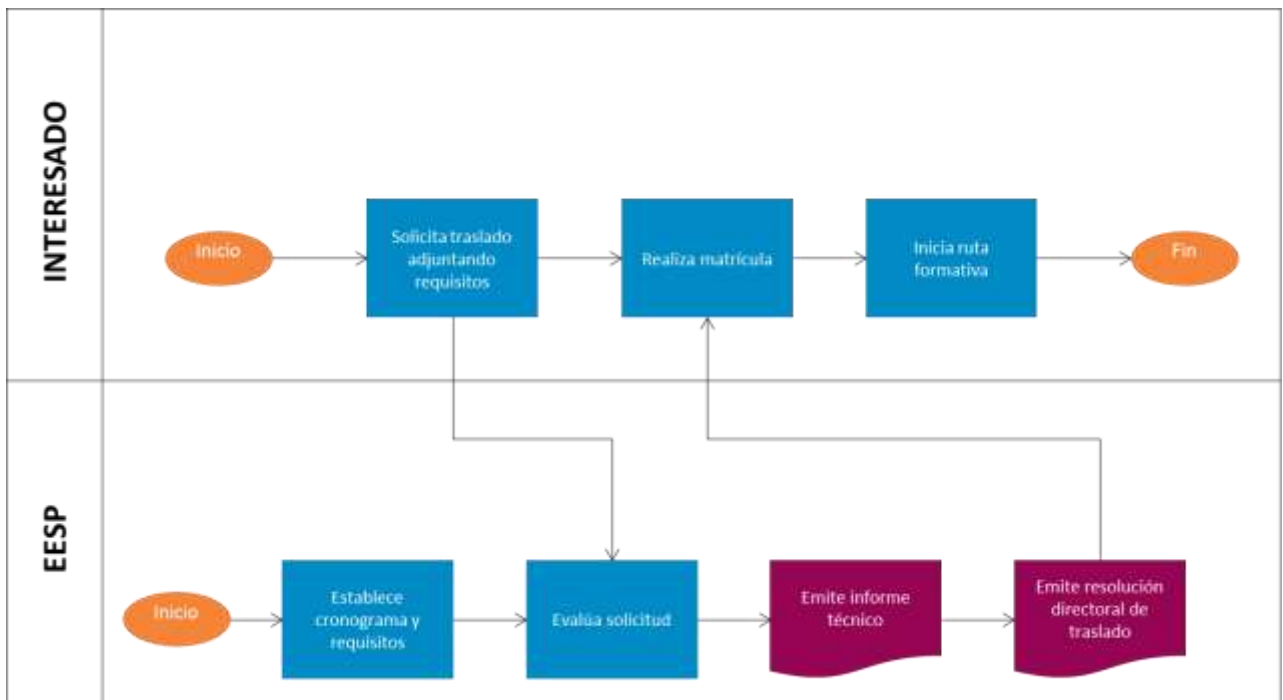 INTERESADO
Inicio
Solicita traslado
adjuntando
requisitos
Realiza matrícula
Inicia ruta
formativa
Fin
EESP
Inicio
Establece
cronograma y
requisitos
Evalúa solicitud
Emite informe
técnico
Emite resolución
directoral de
traslado